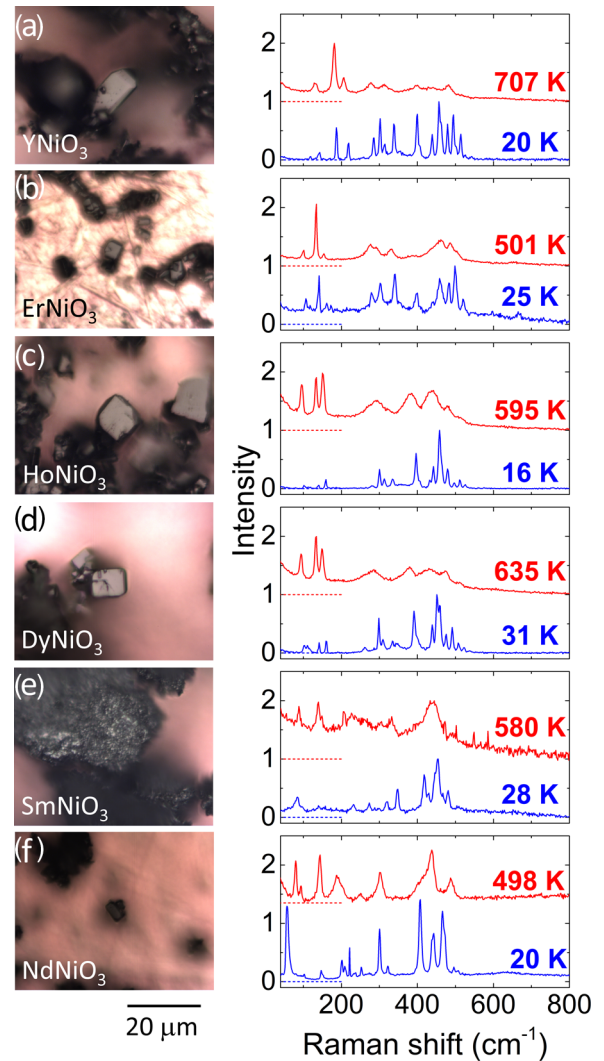 (a)
YNiO₃
2
1
0
707 K
20 K
(b)
ErNiO₃
2
1
0
501 K
25 K
(c)
HoNiO₃
2
1
0
595 K
16 K
(d)
DyNiO₃
2
1
0
635 K
31 K
(e)
SmNiO₃
2
1
0
580 K
28 K
(f)
NdNiO₃
2
1
0
498 K
20 K
Intensity
200 400 600 800
Raman shift (cm⁻¹)
20 μm